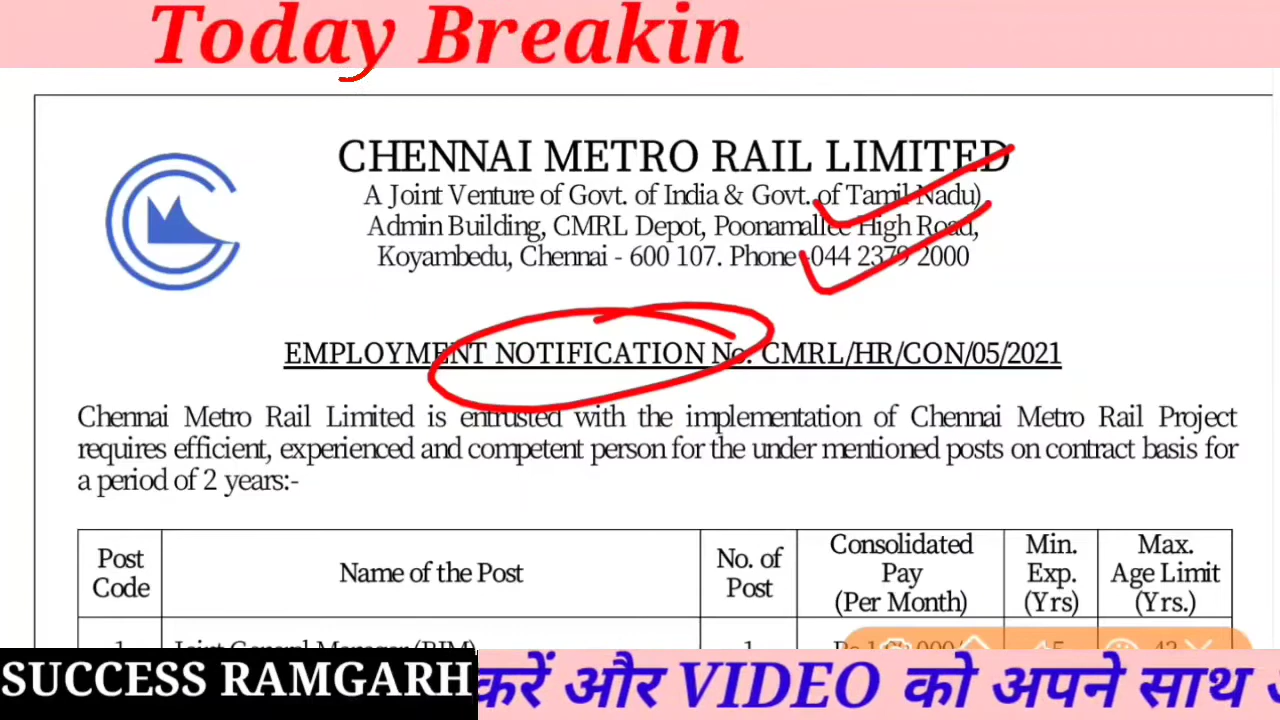 Today Breakin
CHENNAI METRO RAIL LIMITED
A Joint Venture of Govt. of India & Govt. of Tamil Nadu)
Admin Building, CMRL Depot, Poonamallee High Road,
Koyambedu, Chennai - 600 107. Phone -044 2379 2000
EMPLOYMENT NOTIFICATION No. CMRL/HR/CON/05/2021
Chennai Metro Rail Limited is entrusted with the implementation of Chennai Metro Rail Project
requires efficient, experienced and competent person for the under mentioned posts on contract basis for
a period of 2 years:-
Post Code Name of the Post No. of Post Consolidated Pay (Per Month) Min. Exp. (Yrs) Max. Age Limit (Yrs.)
1 Joint General Manager 1
SUCCESS RAMGARH
करें और VIDEO को अपने साथ